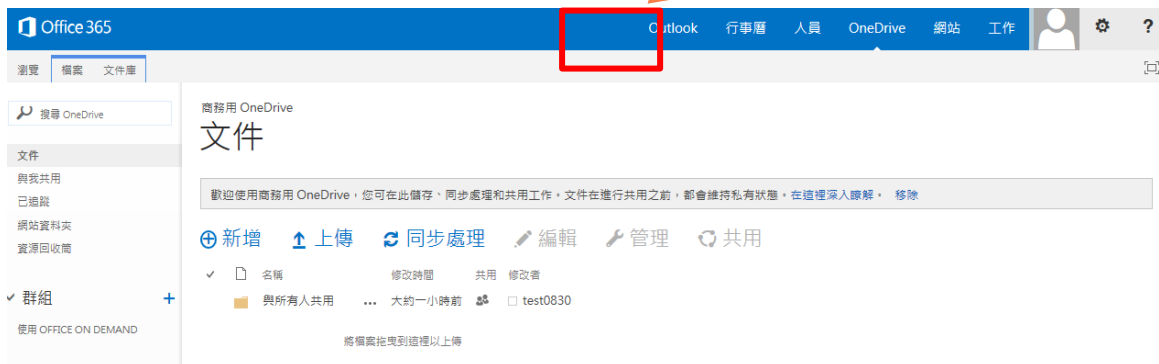 Office 365
Outlook 行事曆 人員 OneDrive 網站 工作 ?
瀏覽 檔案 文件庫
搜尋 OneDrive
商務用 OneDrive
文件
文件
與我共用
已追蹤
網站資料夾
資源回收筒
群組 +
使用 OFFICE ON DEMAND
歡迎使用商務用 OneDrive，您可在此儲存、同步處理和共用工作。文件在進行共用之前，都會維持私有狀態。在這裡深入瞭解。 移除
新增 上傳 同步處理 編輯 管理 共用
名稱 修改時間 共用 修改者
與所有人共用 ... 大約一小時前 test0830
將檔案拖曳到這裡以上傳